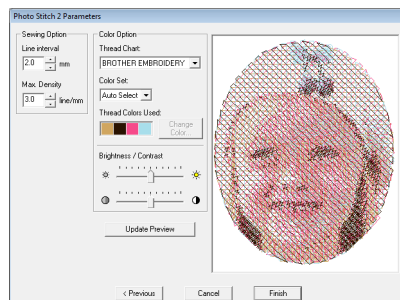 Photo Stitch 2 Parameters
Sewing Option
Line interval
2.0 mm
Max. Density
3.0 line/mm
Color Option
Thread Chart:
BROTHER EMBROIDERY
Color Set:
Auto Select
Thread Colors Used:
Change Color...
Brightness / Contrast
Update Preview
< Previous
Cancel
Finish